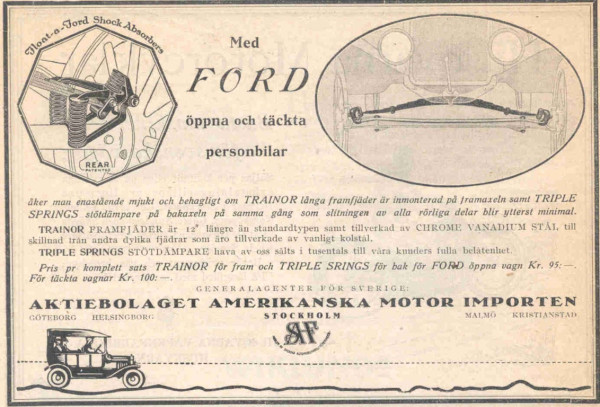 Float-a-Ford Shock Absorbers
REAR
PATENTED
Med
FORD
öppna och täckta
personbilar
åker man enastående mjukt och behagligt om TRAINOR långa framfjäder är inmonterad på framaxeln samt TRIPLE
SPRINGS stötdämpare på bakaxeln på samma gång som slitningen av alla rörliga delar blir ytterst minimal.
TRAINOR FRAMFJÄDER är 12" längre än standardtypen samt tillverkad av CHROME VANADIUM STÅL, till
skillnad från andra dylika fjädrar som äro tillverkade av vanligt kolstål.
TRIPLE SPRINGS STÖTDÄMPARE hava av oss sålts i tusentals till våra kunders fulla belåtenhet.
Pris pr komplett sats TRAINOR för fram och TRIPLE SRINGS för bak för FORD öppna vagn Kr. 95: —.
För täckta vagnar Kr. 100: —.
GENERALAGENTER FÖR SVERIGE:
AKTIEBOLAGET AMERIKANSKA MOTOR IMPORTEN
GÖTEBORG HELSINGBORG STOCKHOLM MALMÖ KRISTIANSTAD